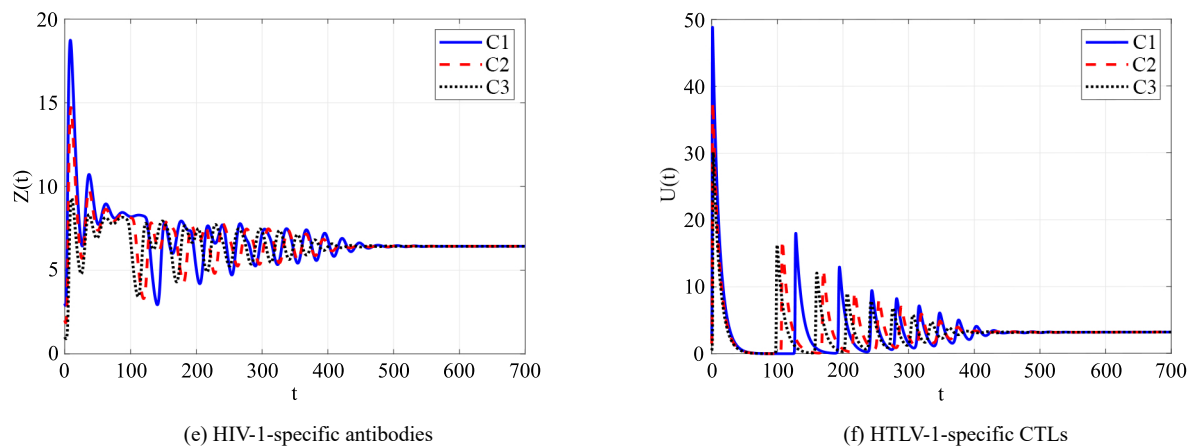 20
15
10
5
0
Z(t)
0 100 200 300 400 500 600 700
t
C1
C2
C3
(e) HIV-1-specific antibodies
50
40
30
20
10
0
U(t)
0 100 200 300 400 500 600 700
t
C1
C2
C3
(f) HTLV-1-specific CTLs